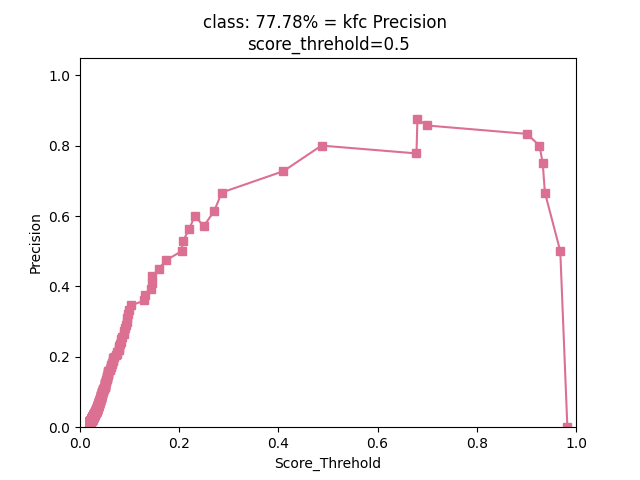 class: 77.78% = kfc Precision
score_threhold=0.5
1.0
0.8
0.6
0.4
0.2
0.0
Precision
0.0 0.2 0.4 0.6 0.8 1.0
Score_Threhold